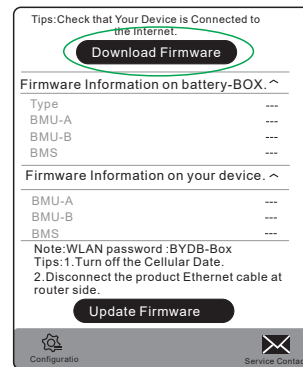 Tips:Check that Your Device is Connected to
the Internet.
Download Firmware
Firmware Information on battery-BOX.
Type ---
BMU-A ---
BMU-B ---
BMS ---
Firmware Information on your device.
BMU-A ---
BMU-B ---
BMS ---
Note:WLAN password :BYDB-Box
Tips:1.Turn off the Cellular Date.
2.Disconnect the product Ethernet cable at
router side.
Update Firmware
Configuratio Service Contac